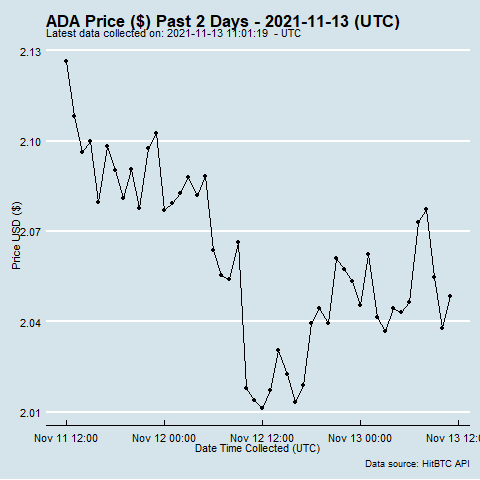 ADA Price ($) Past 2 Days - 2021-11-13 (UTC)
Latest data collected on: 2021-11-13 11:01:19 - UTC
2.13
2.10
2.07
2.04
2.01
Price USD ($)
Nov 11 12:00 Nov 12 00:00 Nov 12 12:00 Nov 13 00:00 Nov 13 12:0
Date Time Collected (UTC)
Data source: HitBTC API